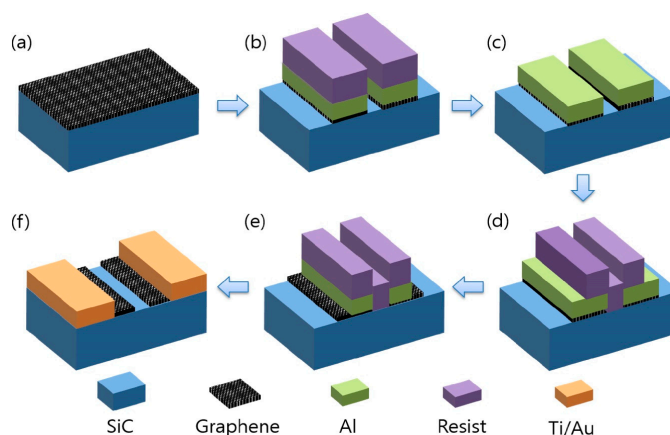 (a)
(b)
(c)
(f)
(e)
(d)
SiC
Graphene
Al
Resist
Ti/Au